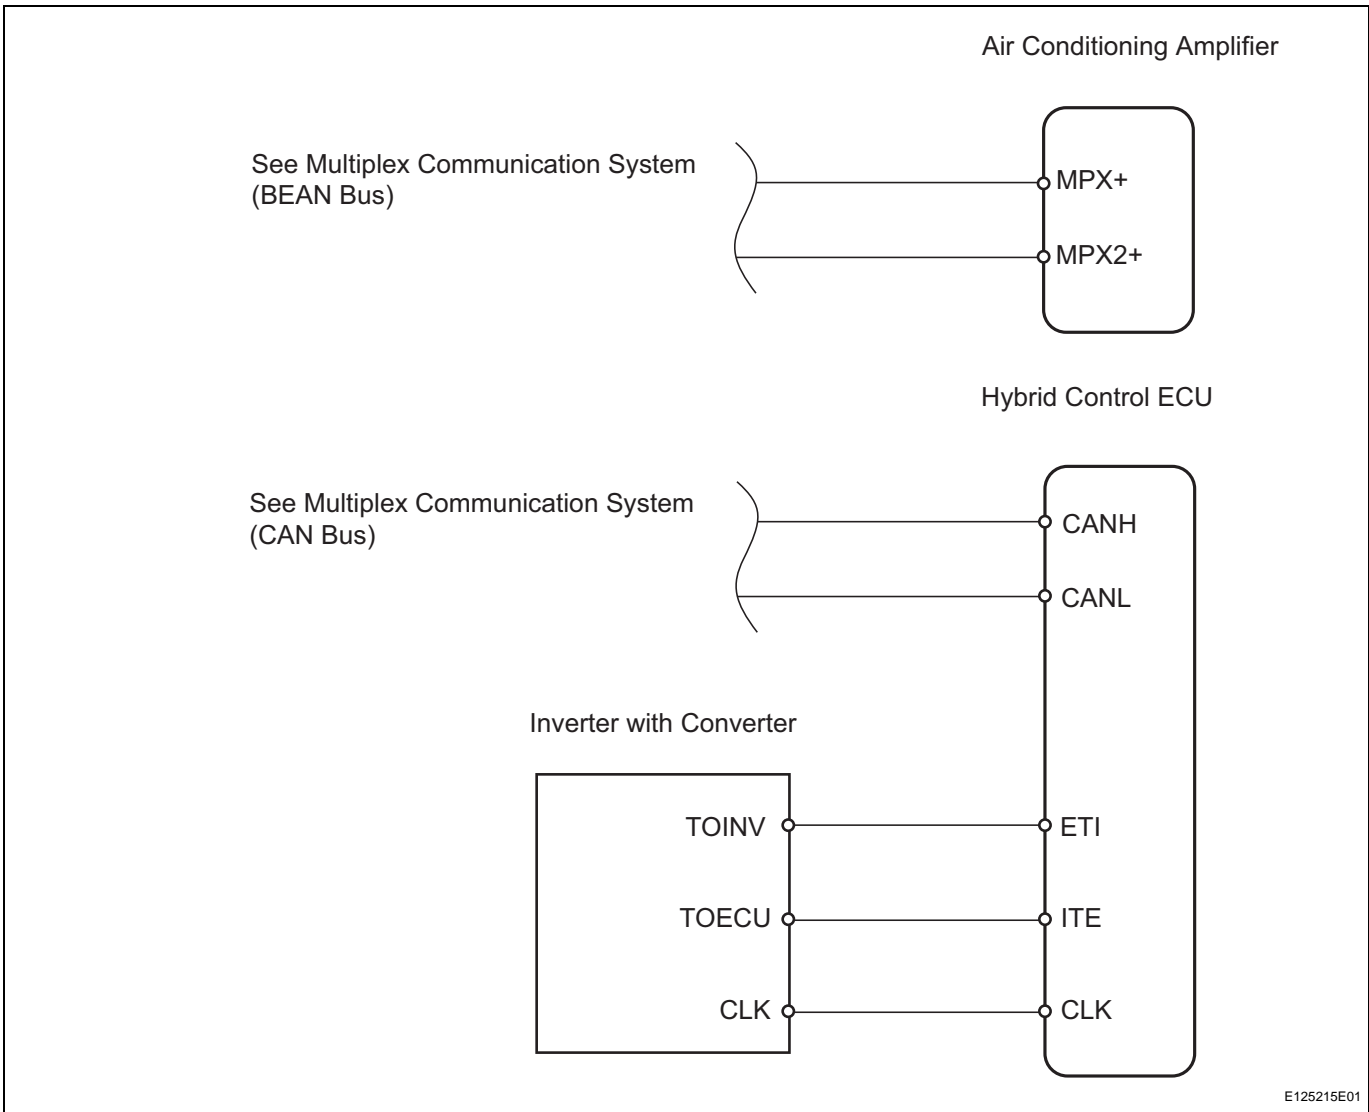 Air Conditioning Amplifier
See Multiplex Communication System
(BEAN Bus)
MPX+
MPX2+
Hybrid Control ECU
See Multiplex Communication System
(CAN Bus)
CANH
CANL
Inverter with Converter
TOINV
ETI
TOECU
ITE
CLK
CLK
E125215E01